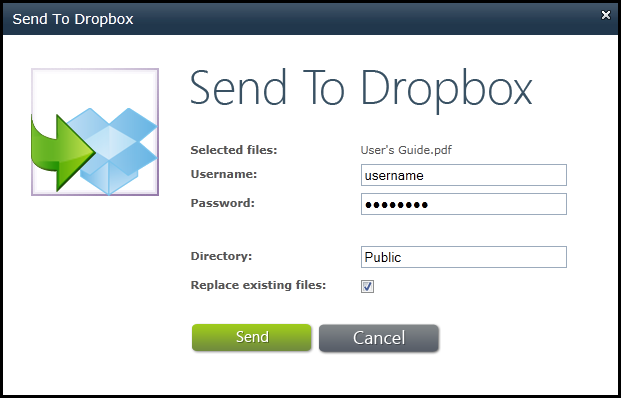 Send To Dropbox
Send To Dropbox
Selected files: User's Guide.pdf
Username: username
Password: ●●●●●●●●
Directory: Public
Replace existing files:
Send Cancel